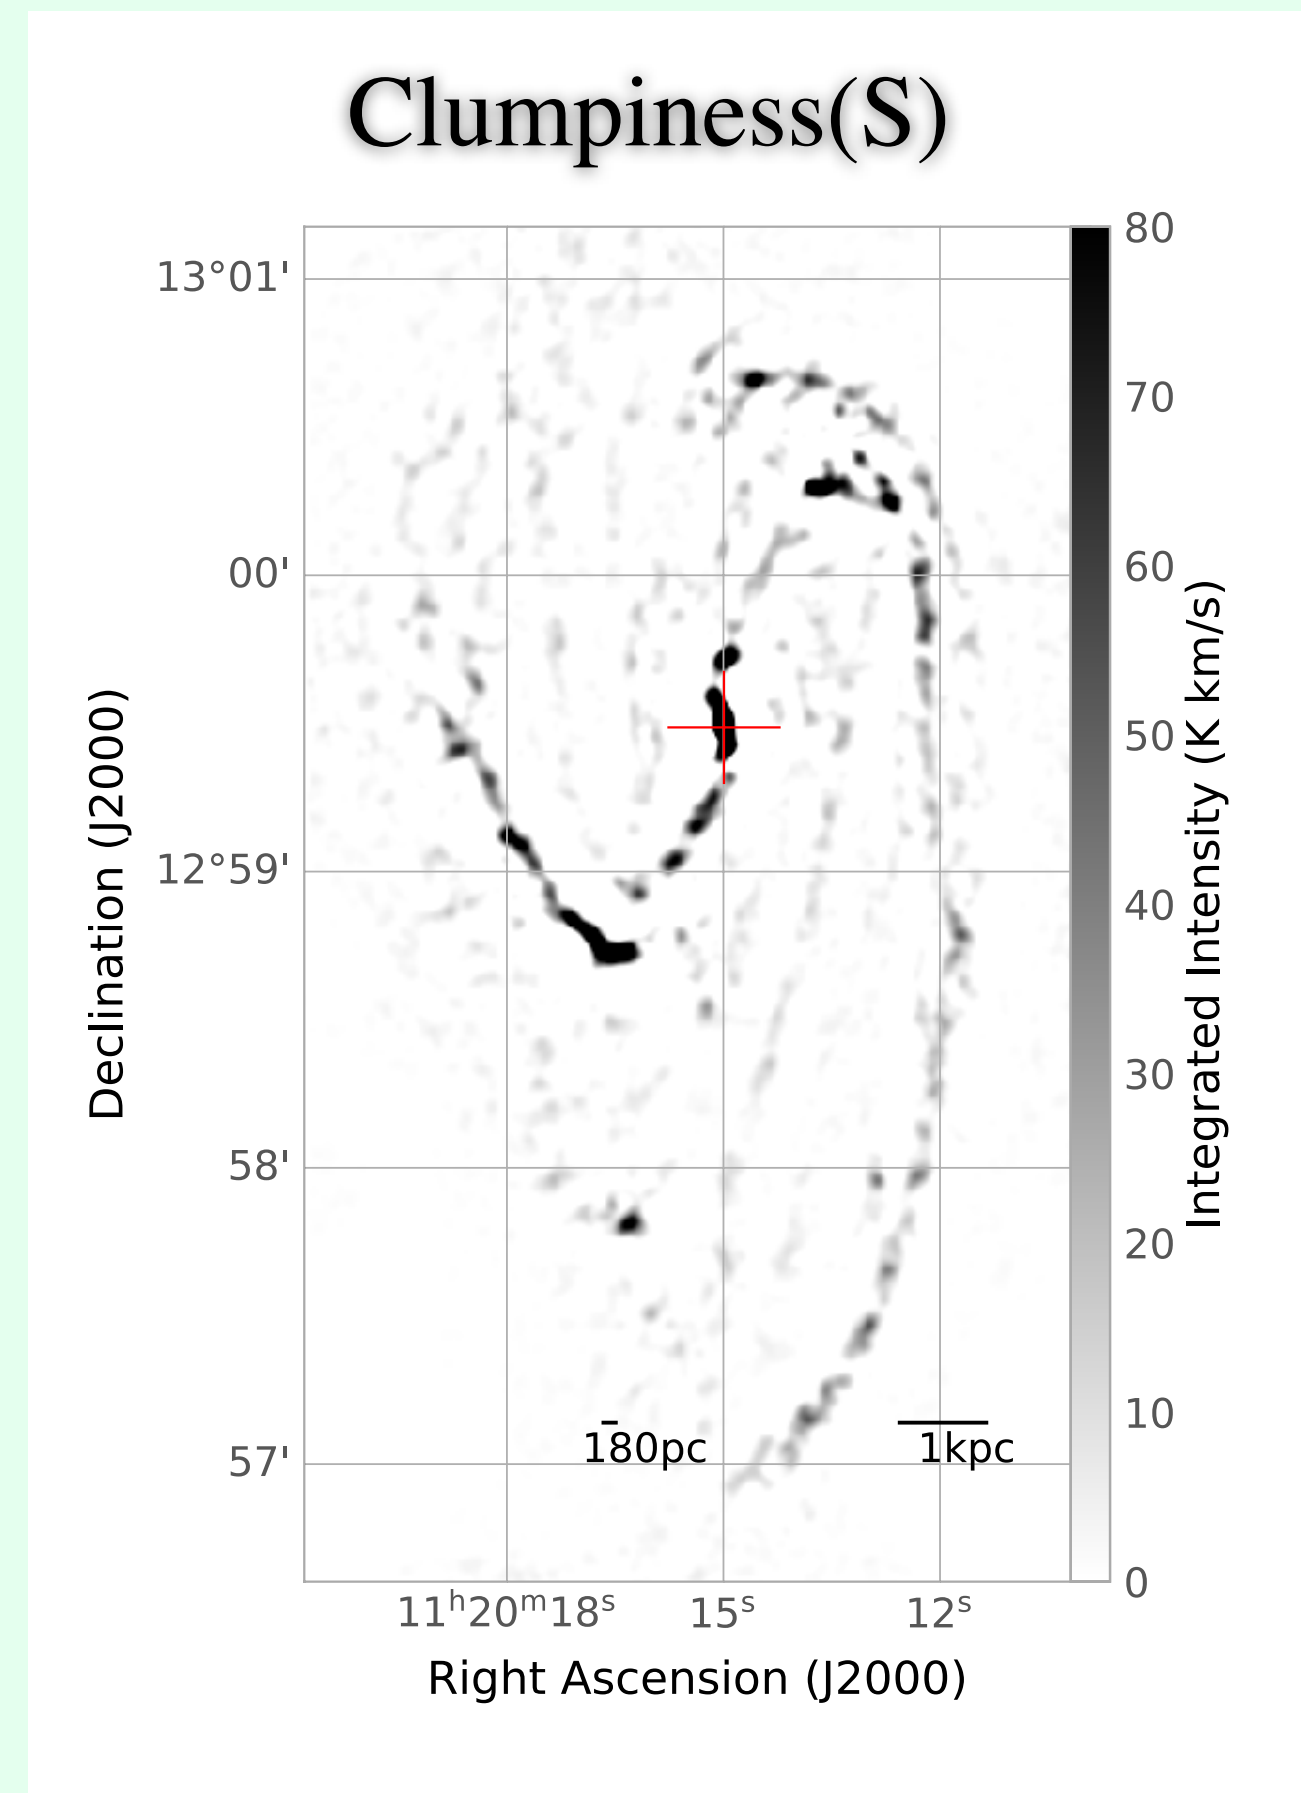 Clumpiness(S)
13°01'
00'
12°59'
58'
57'
Declination (J2000)
180pc
1kpc
11ʰ20ᵐ18ˢ
15ˢ
12ˢ
Right Ascension (J2000)
80
70
60
50
40
30
20
10
0
Integrated Intensity (K km/s)